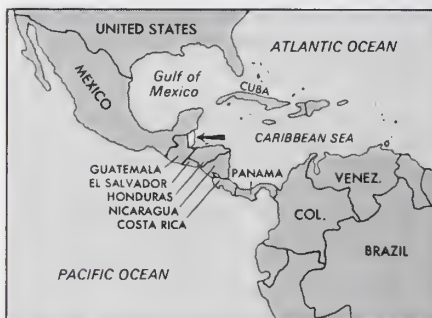 UNITED STATES
ATLANTIC OCEAN
MEXICO
Gulf of
Mexico
CUBA
CARIBBEAN SEA
GUATEMALA
EL SALVADOR
HONDURAS
NICARAGUA
COSTA RICA
PANAMA
VENEZ.
COL.
BRAZIL
PACIFIC OCEAN